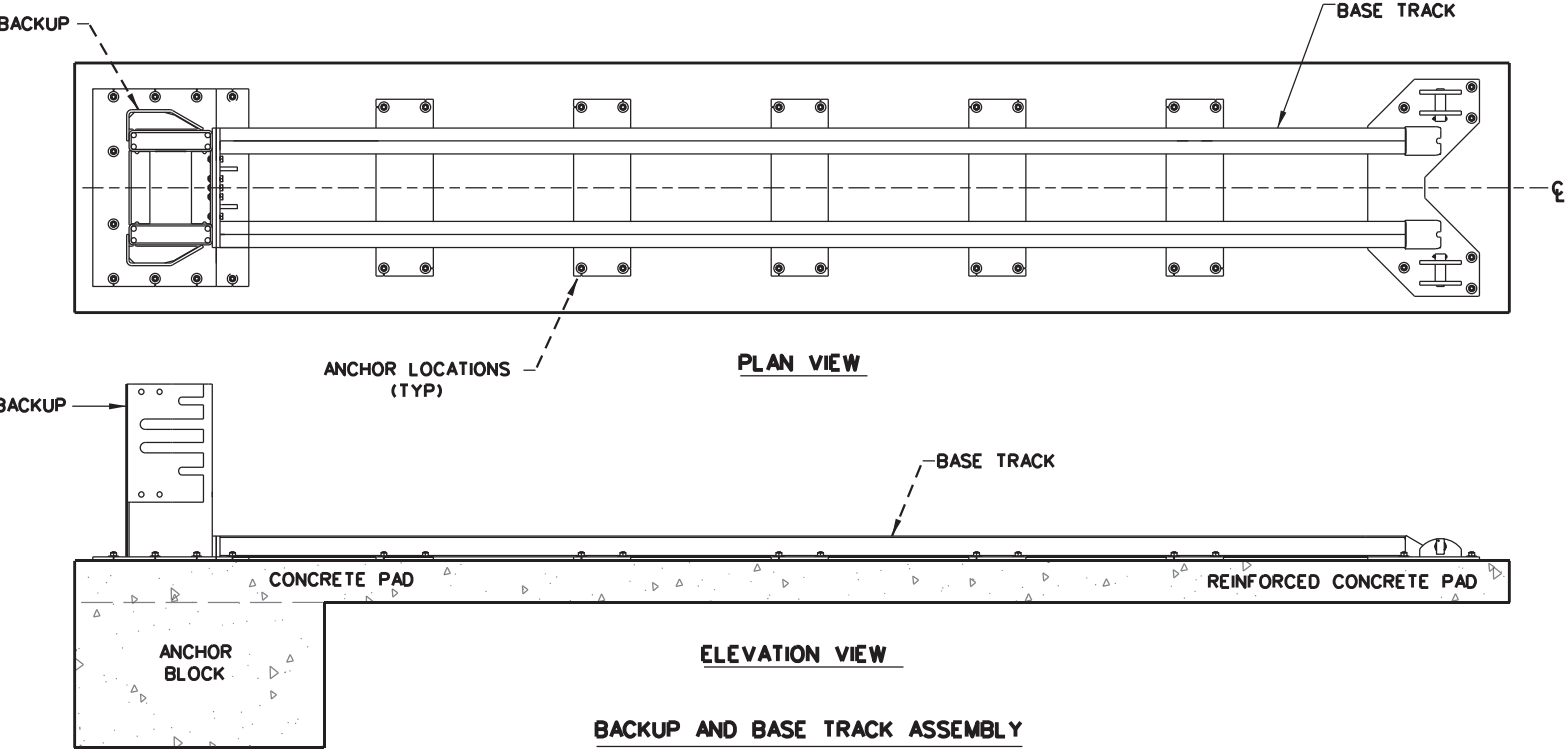 BACKUP
BASE TRACK
℄
ANCHOR LOCATIONS
(TYP)
PLAN VIEW
BACKUP
BASE TRACK
CONCRETE PAD
REINFORCED CONCRETE PAD
ANCHOR
BLOCK
ELEVATION VIEW
BACKUP AND BASE TRACK ASSEMBLY